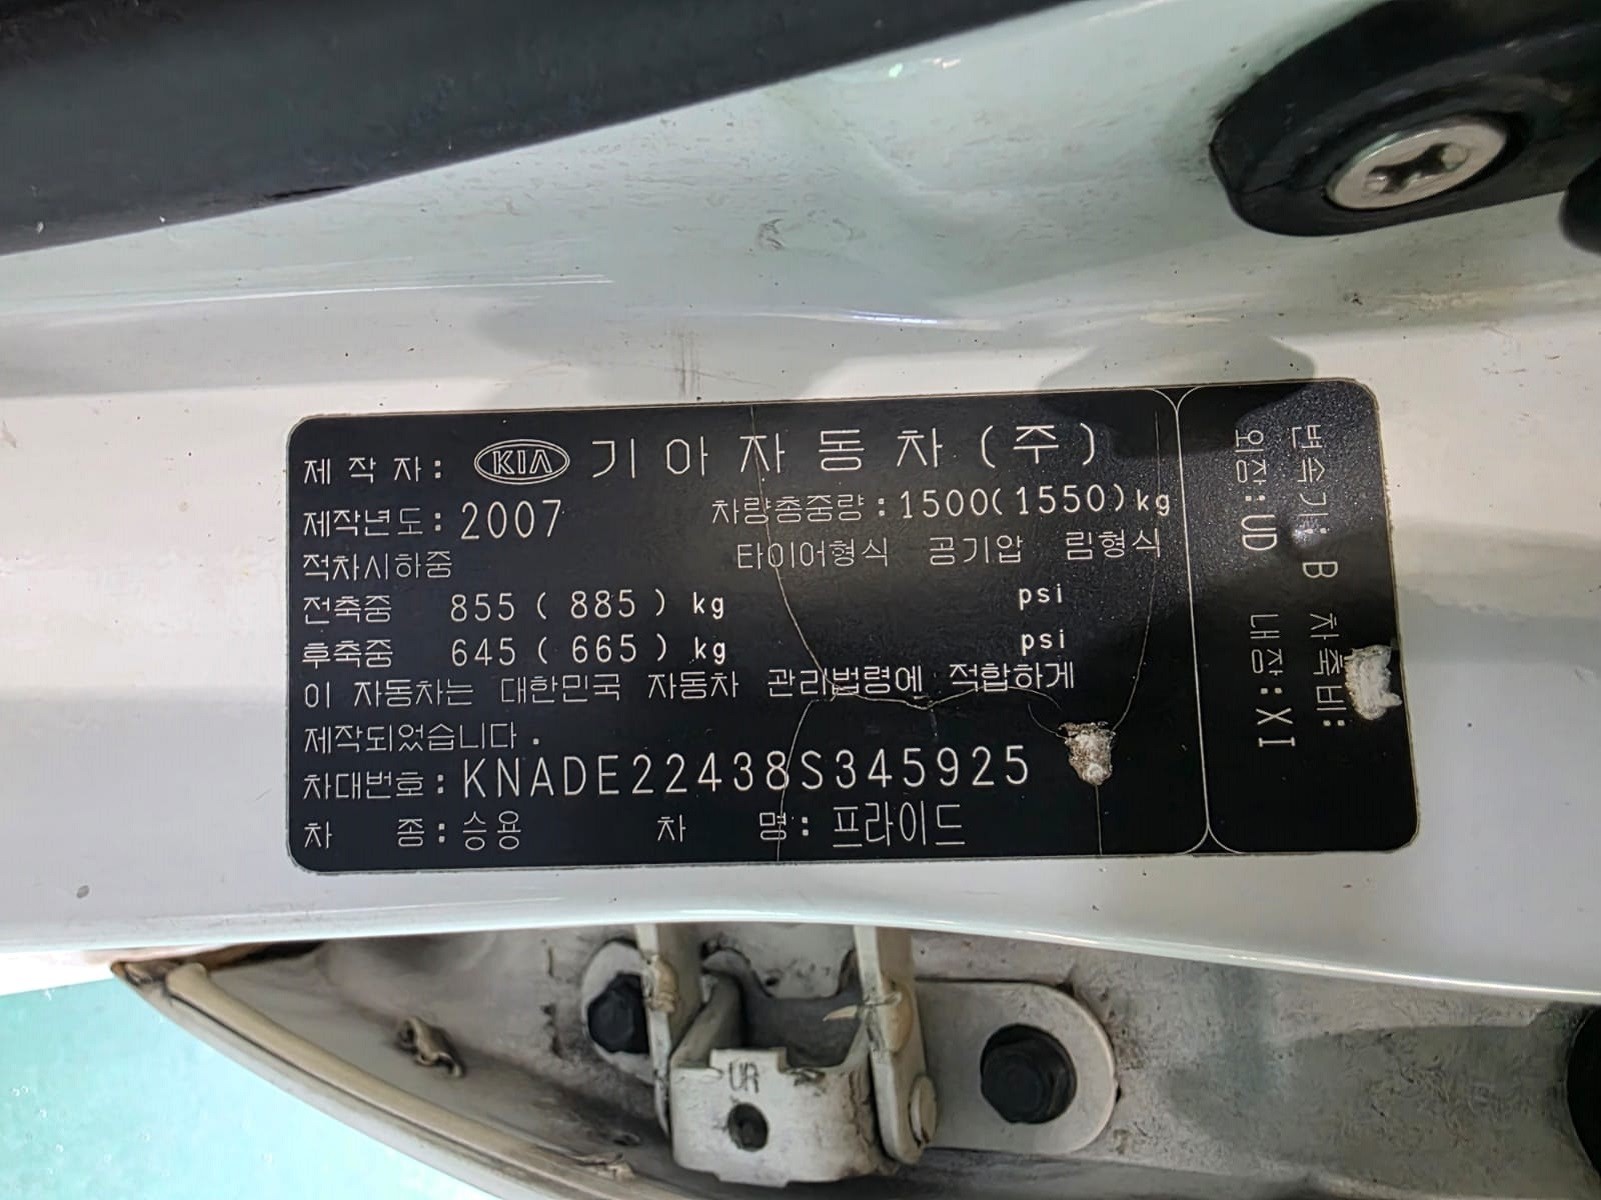 제 작 자 : KIA 기 아 자 동 차 ( 주 )
제작년도 : 2007 차량총중량 : 1500(1550)kg
적차시하중 타이어형식 공기압 림형식
전축중 855 ( 885 ) kg psi
후축중 645 ( 665 ) kg psi
이 자동차는 대한민국 자동차 관리법령에 적합하게
제작되었습니다 .
차대번호 : KNADE22438S345925
차 종 : 승용 차 명 : 프라이드
변속기 : B 차축비 :
외장 : UD 내장 : XI
UR